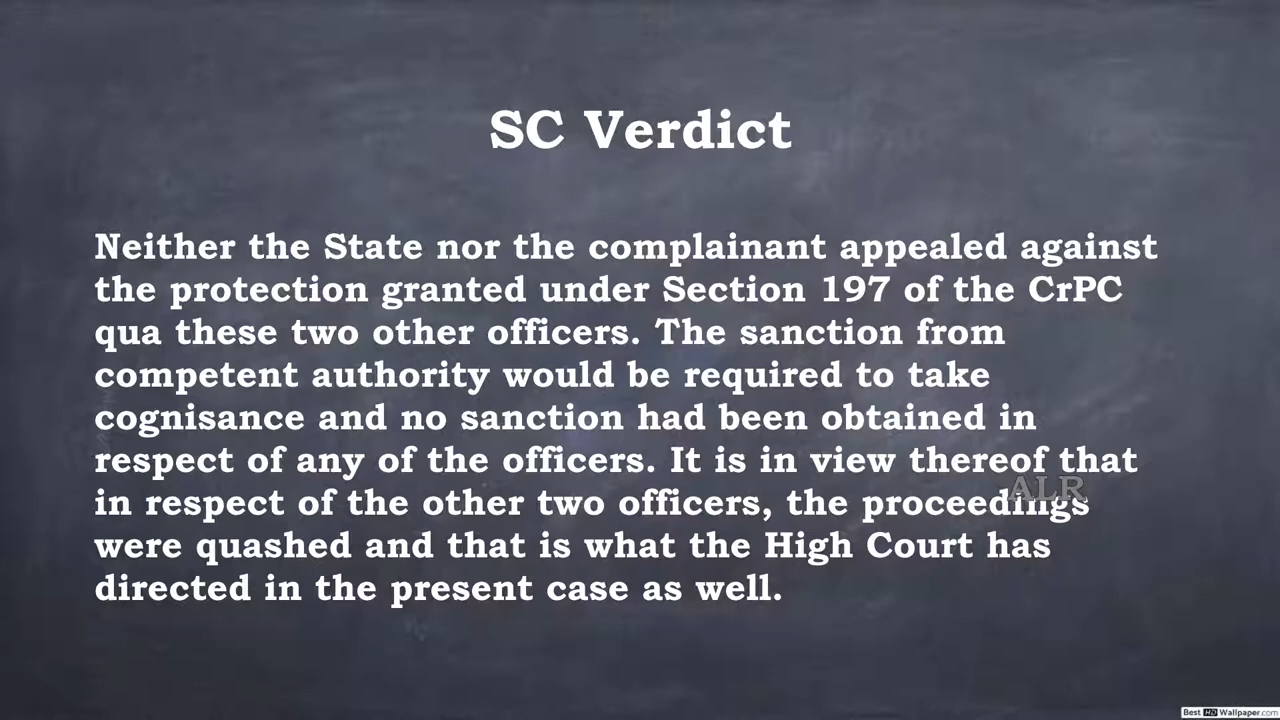 SC Verdict
Neither the State nor the complainant appealed against
the protection granted under Section 197 of the CrPC
qua these two other officers. The sanction from
competent authority would be required to take
cognisance and no sanction had been obtained in
respect of any of the officers. It is in view thereof that
ALR
in respect of the other two officers, the proceedings
were quashed and that is what the High Court has
directed in the present case as well.
Best HD Wallpaper.com